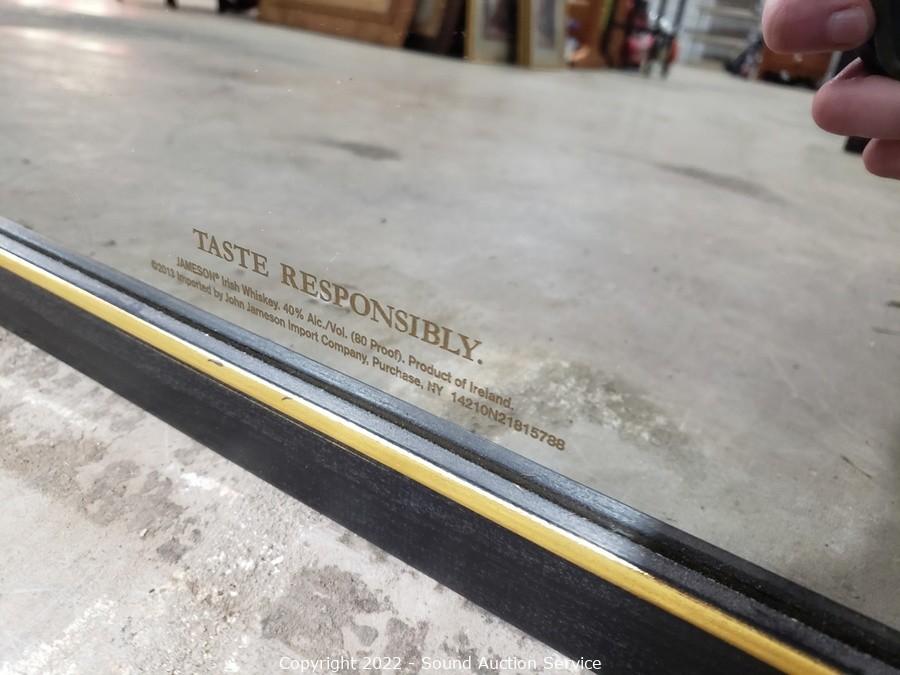 TASTE RESPONSIBLY.
JAMESON® Irish Whiskey. 40% Alc./Vol. (80 Proof). Product of Ireland.
©2013 Imported by John Jameson Import Company, Purchase, NY 14210N21815788
Copyright 2022 - Sound Auction Service